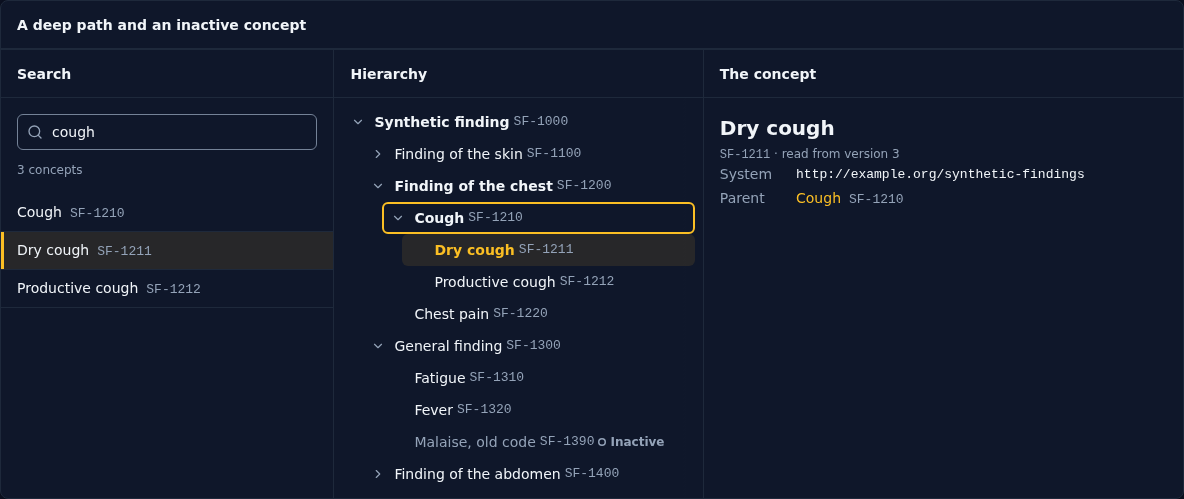 A deep path and an inactive concept
Search
cough
3 concepts
Cough SF-1210
Dry cough SF-1211
Productive cough SF-1212
Hierarchy
Synthetic finding SF-1000
Finding of the skin SF-1100
Finding of the chest SF-1200
Cough SF-1210
Dry cough SF-1211
Productive cough SF-1212
Chest pain SF-1220
General finding SF-1300
Fatigue SF-1310
Fever SF-1320
Malaise, old code SF-1390 Inactive
Finding of the abdomen SF-1400
The concept
Dry cough
SF-1211 · read from version 3
System http://example.org/synthetic-findings
Parent Cough SF-1210